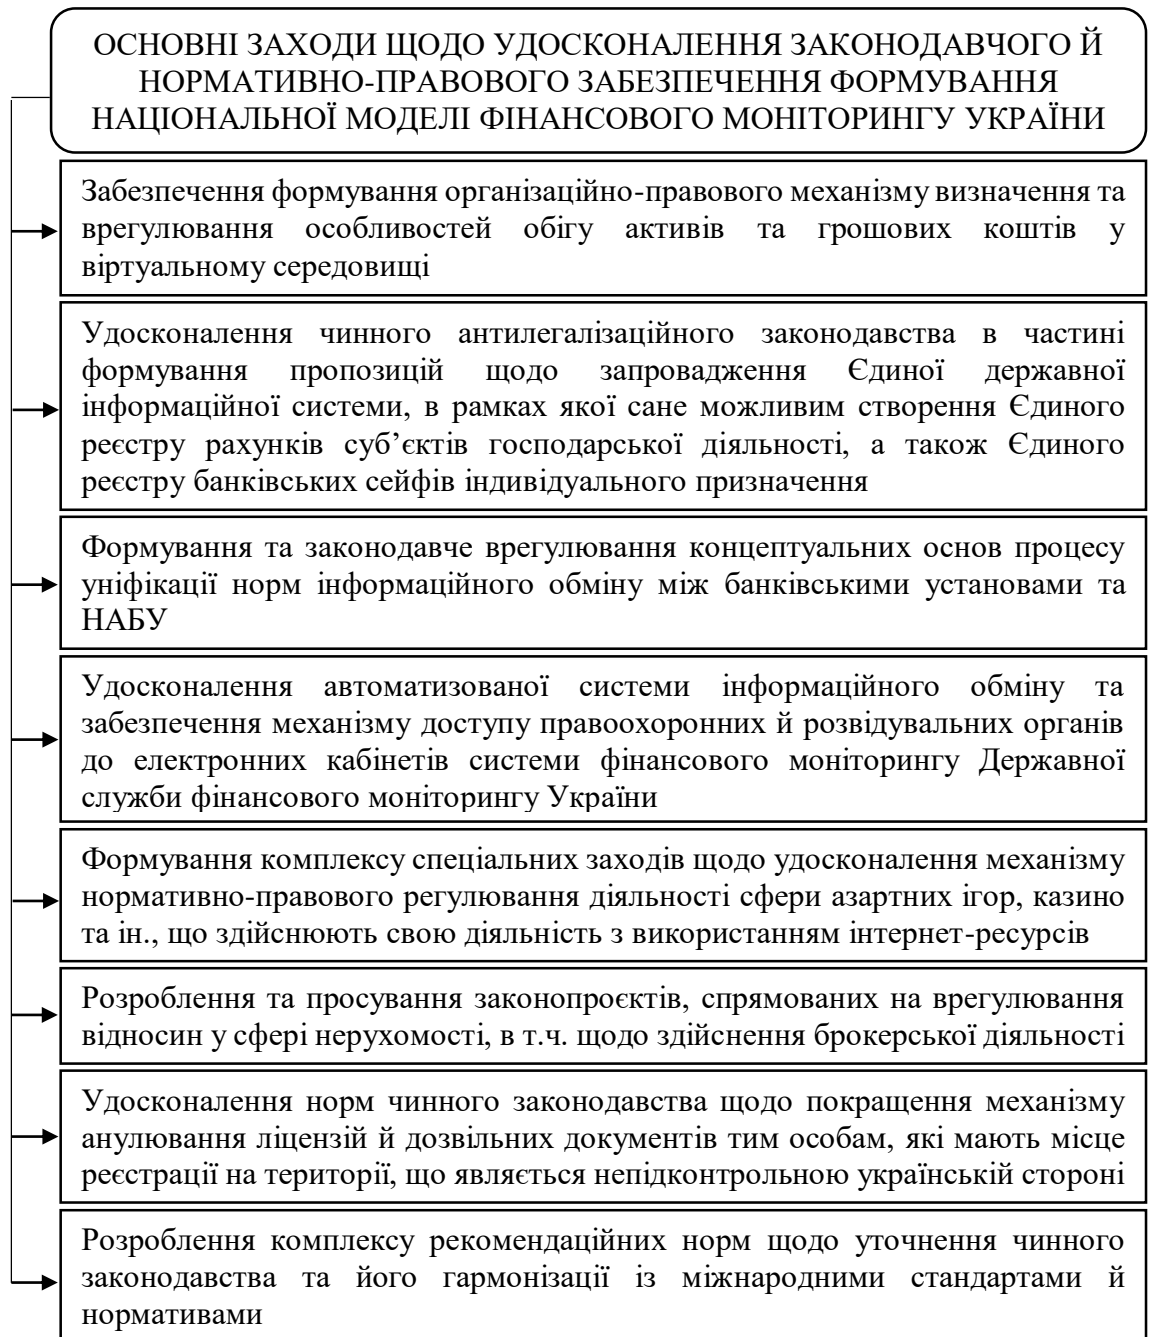 ОСНОВНІ ЗАХОДИ ЩОДО УДОСКОНАЛЕННЯ ЗАКОНОДАВЧОГО Й
НОРМАТИВНО-ПРАВОВОГО ЗАБЕЗПЕЧЕННЯ ФОРМУВАННЯ
НАЦІОНАЛЬНОЇ МОДЕЛІ ФІНАНСОВОГО МОНІТОРИНГУ УКРАЇНИ
Забезпечення формування організаційно-правового механізму визначення та
врегулювання особливостей обігу активів та грошових коштів у
віртуальному середовищі
Удосконалення чинного антилегалізаційного законодавства в частині
формування пропозицій щодо запровадження Єдиної державної
інформаційної системи, в рамках якої сане можливим створення Єдиного
реєстру рахунків суб’єктів господарської діяльності, а також Єдиного
реєстру банківських сейфів індивідуального призначення
Формування та законодавче врегулювання концептуальних основ процесу
уніфікації норм інформаційного обміну між банківськими установами та
НАБУ
Удосконалення автоматизованої системи інформаційного обміну та
забезпечення механізму доступу правоохоронних й розвідувальних органів
до електронних кабінетів системи фінансового моніторингу Державної
служби фінансового моніторингу України
Формування комплексу спеціальних заходів щодо удосконалення механізму
нормативно-правового регулювання діяльності сфери азартних ігор, казино
та ін., що здійснюють свою діяльність з використанням інтернет-ресурсів
Розроблення та просування законопроєктів, спрямованих на врегулювання
відносин у сфері нерухомості, в т.ч. щодо здійснення брокерської діяльності
Удосконалення норм чинного законодавства щодо покращення механізму
анулювання ліцензій й дозвільних документів тим особам, які мають місце
реєстрації на території, що являється непідконтрольною українській стороні
Розроблення комплексу рекомендаційних норм щодо уточнення чинного
законодавства та його гармонізації із міжнародними стандартами й
нормативами